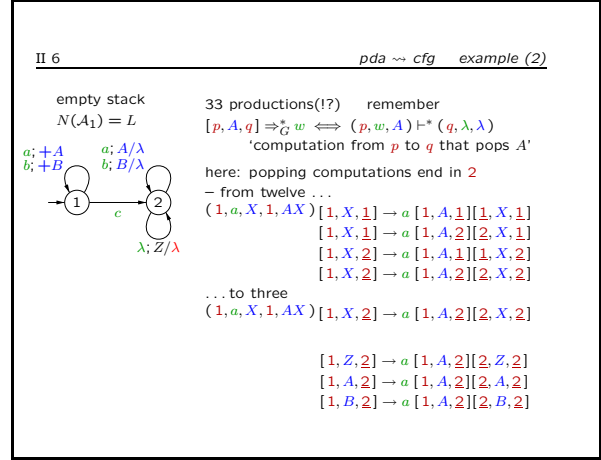 II 6 pda ⇝ cfg example (2)
empty stack
N(𝒜₁) = L
a; +A
b; +B
a; A/λ
b; B/λ
1
2
c
λ; Z/λ
33 productions(!?) remember
[p, A, q] ⇒*_G w ⟺ (p, w, A) ⊢* (q, λ, λ)
‘computation from p to q that pops A’
here: popping computations end in 2
– from twelve ...
(1, a, X, 1, AX) [1, X, 1] → a [1, A, 1][1, X, 1]
[1, X, 1] → a [1, A, 2][2, X, 1]
[1, X, 2] → a [1, A, 1][1, X, 2]
[1, X, 2] → a [1, A, 2][2, X, 2]
... to three
(1, a, X, 1, AX) [1, X, 2] → a [1, A, 2][2, X, 2]
[1, Z, 2] → a [1, A, 2][2, Z, 2]
[1, A, 2] → a [1, A, 2][2, A, 2]
[1, B, 2] → a [1, A, 2][2, B, 2]